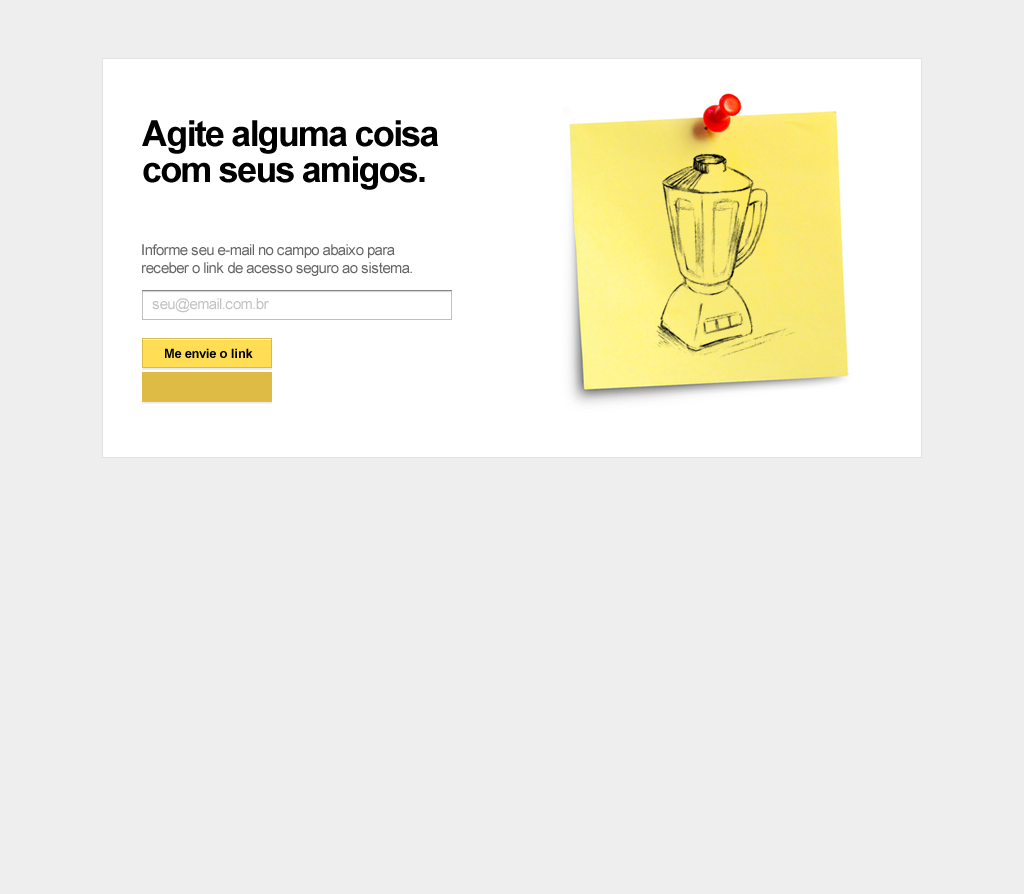 Agite alguma coisa
com seus amigos.
Informe seu e-mail no campo abaixo para
receber o link de acesso seguro ao sistema.
seu@email.com.br
Me envie o link